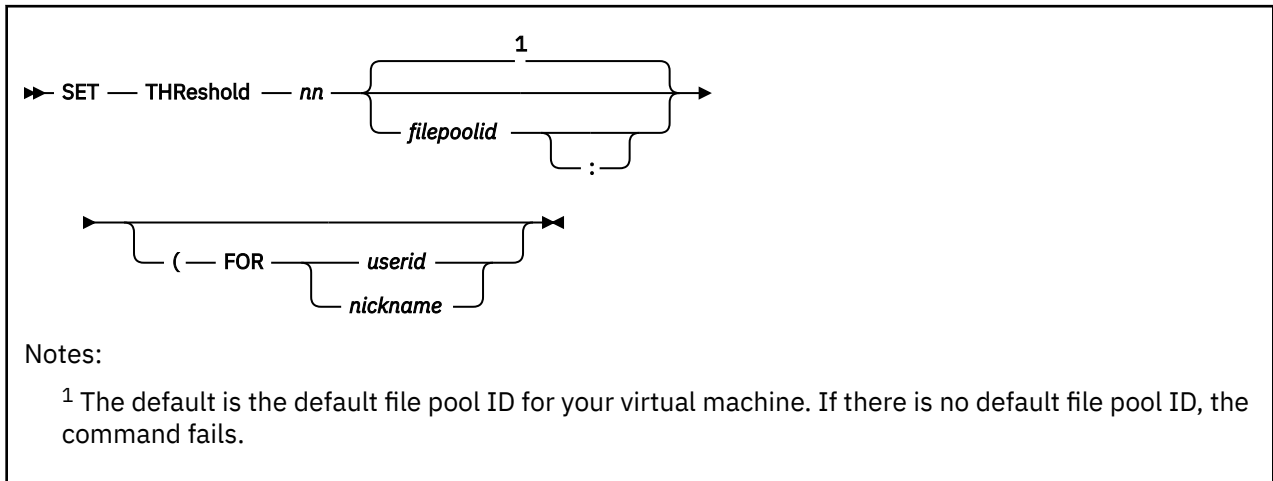 1
SET THReshold nn
filepoolid
:
( FOR userid
nickname
Notes:
1 The default is the default file pool ID for your virtual machine. If there is no default file pool ID, the
command fails.